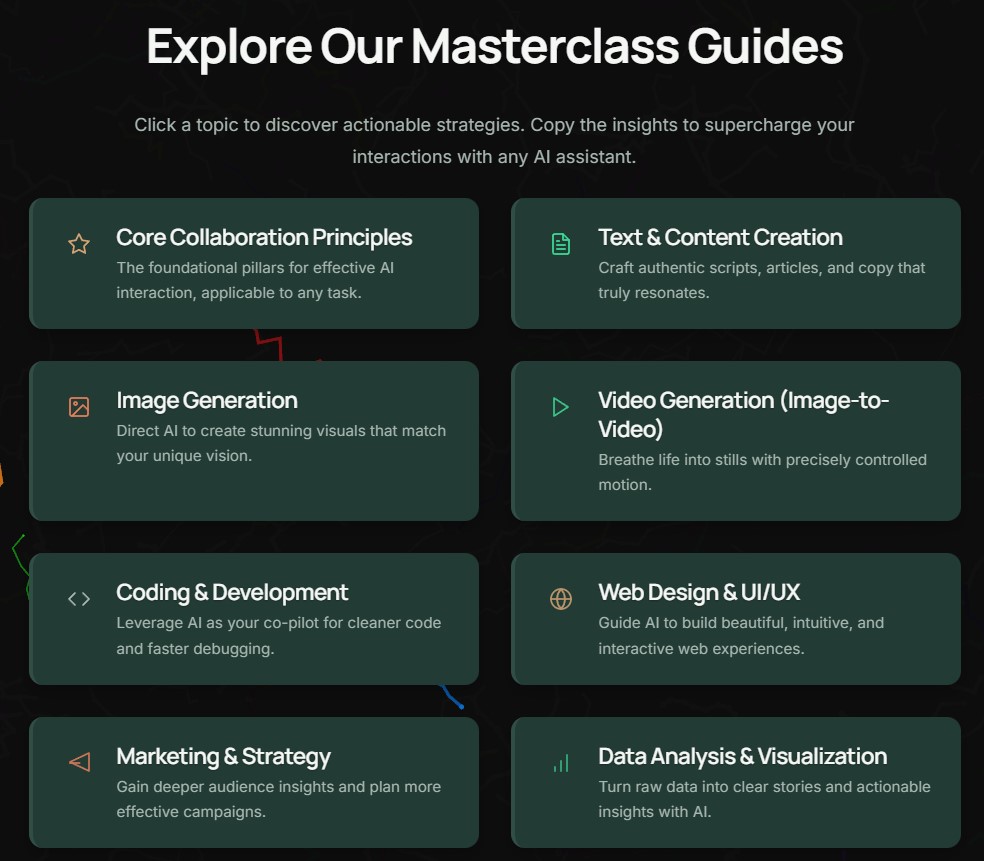 Explore Our Masterclass Guides
Click a topic to discover actionable strategies. Copy the insights to supercharge your
interactions with any AI assistant.
Core Collaboration Principles
The foundational pillars for effective AI
interaction, applicable to any task.
Text & Content Creation
Craft authentic scripts, articles, and copy that
truly resonates.
Image Generation
Direct AI to create stunning visuals that match
your unique vision.
Video Generation (Image-to-
Video)
Breathe life into stills with precisely controlled
motion.
Coding & Development
Leverage AI as your co-pilot for cleaner code
and faster debugging.
Web Design & UI/UX
Guide AI to build beautiful, intuitive, and
interactive web experiences.
Marketing & Strategy
Gain deeper audience insights and plan more
effective campaigns.
Data Analysis & Visualization
Turn raw data into clear stories and actionable
insights with AI.